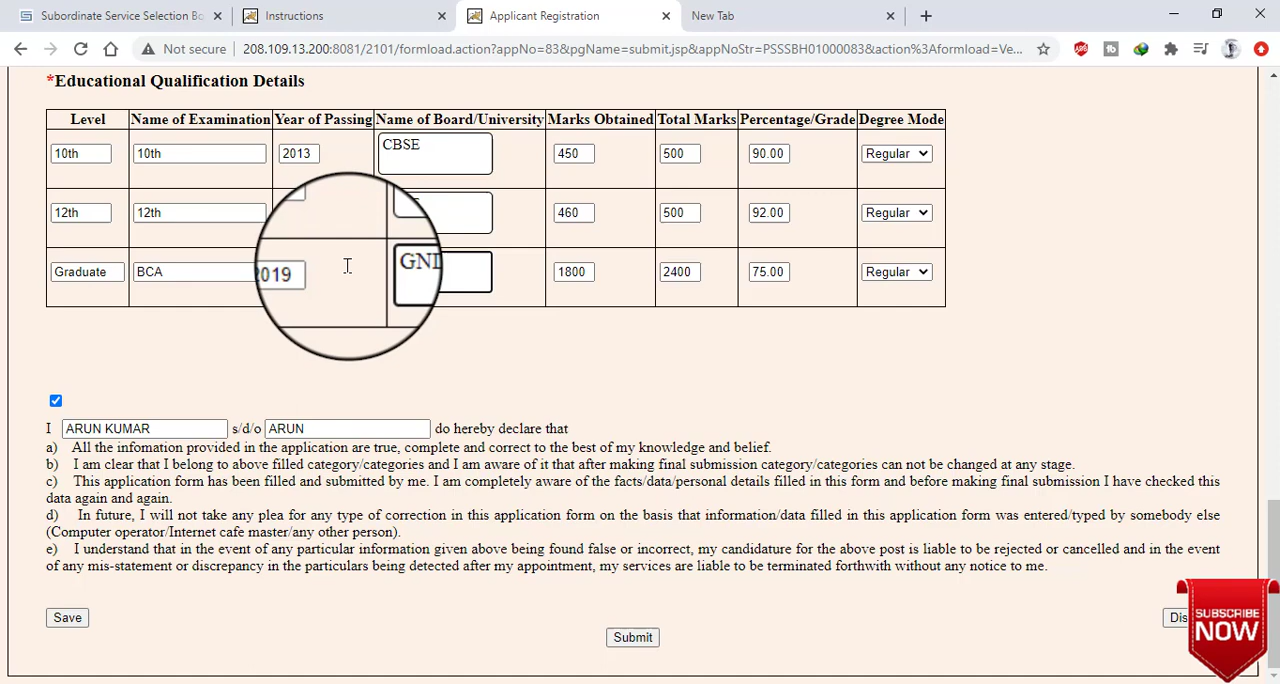 Subordinate Service Selection Bo
Instructions
Applicant Registration
New Tab
Not secure
208.109.13.200:8081/2101/formload.action?appNo=83&pgName=submit.jsp&appNoStr=PSSSBH01000083&action%3Aformload=Ve...
*Educational Qualification Details
Level Name of Examination Year of Passing Name of Board/University Marks Obtained Total Marks Percentage/Grade Degree Mode
10th 10th 2013 CBSE 450 500 90.00 Regular
12th 12th 460 500 92.00 Regular
Graduate BCA 2019 1800 2400 75.00 Regular
I ARUN KUMAR s/d/o ARUN do hereby declare that
a) All the infomation provided in the application are true, complete and correct to the best of my knowledge and belief.
b) I am clear that I belong to above filled category/categories and I am aware of it that after making final submission category/categories can not be changed at any stage.
c) This application form has been filled and submitted by me. I am completely aware of the facts/data/personal details filled in this form and before making final submission I have checked this
data again and again.
d) In future, I will not take any plea for any type of correction in this application form on the basis that information/data filled in this application form was entered/typed by somebody else
(Computer operator/Internet cafe master/any other person).
e) I understand that in the event of any particular information given above being found false or incorrect, my candidature for the above post is liable to be rejected or cancelled and in the event
of any mis-statement or discrepancy in the particulars being detected after my appointment, my services are liable to be terminated forthwith without any notice to me.
Save
Dis
Submit
SUBSCRIBE
NOW